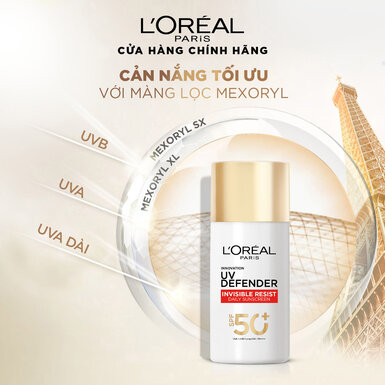 L'ORÉAL
PARIS
CỬA HÀNG CHÍNH HÃNG
CẢN NẮNG TỐI ƯU
VỚI MÀNG LỌC MEXORYL
UVB
MEXORYL SX
MEXORYL XL
UVA
UVA DÀI
L'ORÉAL
PARIS
INNOVATION
UV
DEFENDER
INVISIBLE RESIST
DAILY SUNSCREEN
SPF 50+